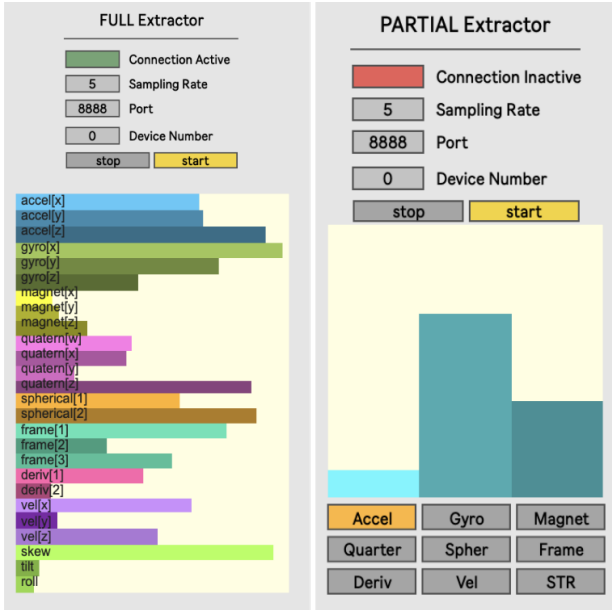 FULL Extractor
Connection Active
5 Sampling Rate
8888 Port
0 Device Number
stop start
accel[x]
accel[y]
accel[z]
gyro[x]
gyro[y]
gyro[z]
magnet[x]
magnet[y]
magnet[z]
quatern[w]
quatern[x]
quatern[y]
quatern[z]
spherical[1]
spherical[2]
frame[1]
frame[2]
frame[3]
deriv[1]
deriv[2]
vel[x]
vel[y]
vel[z]
skew
tilt
roll
PARTIAL Extractor
Connection Inactive
5 Sampling Rate
8888 Port
0 Device Number
stop start
Accel Gyro Magnet
Quarter Spher Frame
Deriv Vel STR